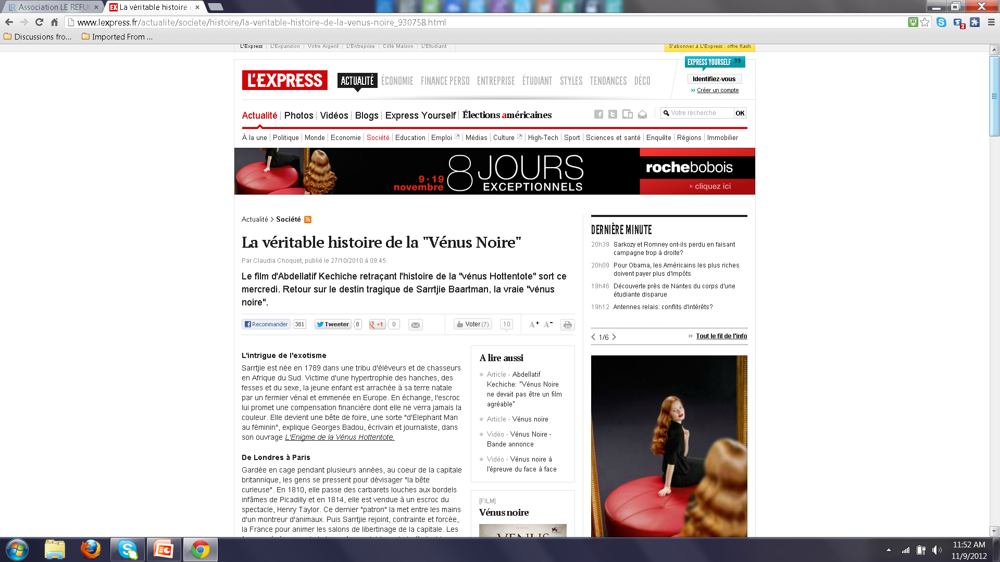 Association LE REFU
EX La véritable histoire
www.lexpress.fr/actualite/societe/histoire/la-veritable-histoire-de-la-venus-noire_930758.html
Discussions fro... Imported From ...
L'Express L'Expansion Votre Argent L'Entreprise Côté Maison L'Etudiant
S'abonner à L'Express : offre flash
EXPRESS YOURSELF
L'EXPRESS
ACTUALITÉ ÉCONOMIE FINANCE PERSO ENTREPRISE ÉTUDIANT STYLES TENDANCES DÉCO
Identifiez-vous
Créer un compte
Actualité Photos Vidéos Blogs Express Yourself Élections américaines
Votre recherche OK
À la une Politique Monde Economie Société Education Emploi Médias Culture High-Tech Sport Sciences et santé Enquête Régions Immobilier
9 · 19
novembre
8 JOURS
EXCEPTIONNELS
rochebobois
cliquez ici
Actualité > Société
La véritable histoire de la "Vénus Noire"
Par Claudia Choquet, publié le 27/10/2010 à 09:45
Le film d'Abdellatif Kechiche retraçant l'histoire de la "vénus Hottentote" sort ce
mercredi. Retour sur le destin tragique de Sarrtjie Baartman, la vraie "vénus
noire".
Recommander 381 Tweeter 8 g +1 0 Voter (7) 10 A+ A-
L'intrigue de l'exotisme
Sarrtjie est née en 1789 dans une tribu d'éléveurs et de chasseurs
en Afrique du Sud. Victime d'une hypertrophie des hanches, des
fesses et du sexe, la jeune enfant est arrachée à sa terre natale
par un fermier vénal et emmenée en Europe. En échange, l'escroc
lui promet une compensation financière dont elle ne verra jamais la
couleur. Elle devient une bête de foire, une sorte "d'Elephant Man
au féminin", explique Georges Badou, écrivain et journaliste, dans
son ouvrage L'Enigme de la Vénus Hottentote.
De Londres à Paris
Gardée en cage pendant plusieurs années, au coeur de la capitale
britannique, les gens se pressent pour dévisager "la bête
curieuse". En 1810, elle passe des carbarets louches aux bordels
infâmes de Picadilly et en 1814, elle est vendue à un escroc du
spectacle, Henry Taylor. Ce dernier "patron" la met entre les mains
d'un montreur d'animaux. Puis Sarrtjie rejoint, contrainte et forcée,
la France pour animer les salons de libertinage de la capitale. Les
A lire aussi
Article - Abdellatif
Kechiche: "Vénus Noire
ne devait pas être un film
agréable"
Article - Vénus noire
Vidéo - Vénus Noire -
Bande annonce
Vidéo - Vénus noire à
l'épreuve du face à face
[FILM]
Vénus noire
VENUS
DERNIÈRE MINUTE
20h39 Sarkozy et Romney ont-ils perdu en faisant
campagne trop à droite?
20h09 Pour Obama, les Américains les plus riches
doivent payer plus d'impôts
19h46 Découverte près de Nantes du corps d'une
étudiante disparue
19h12 Antennes relais: conflits d'intérêts?
1/6
Tout le fil de l'info
11:52 AM
11/9/2012